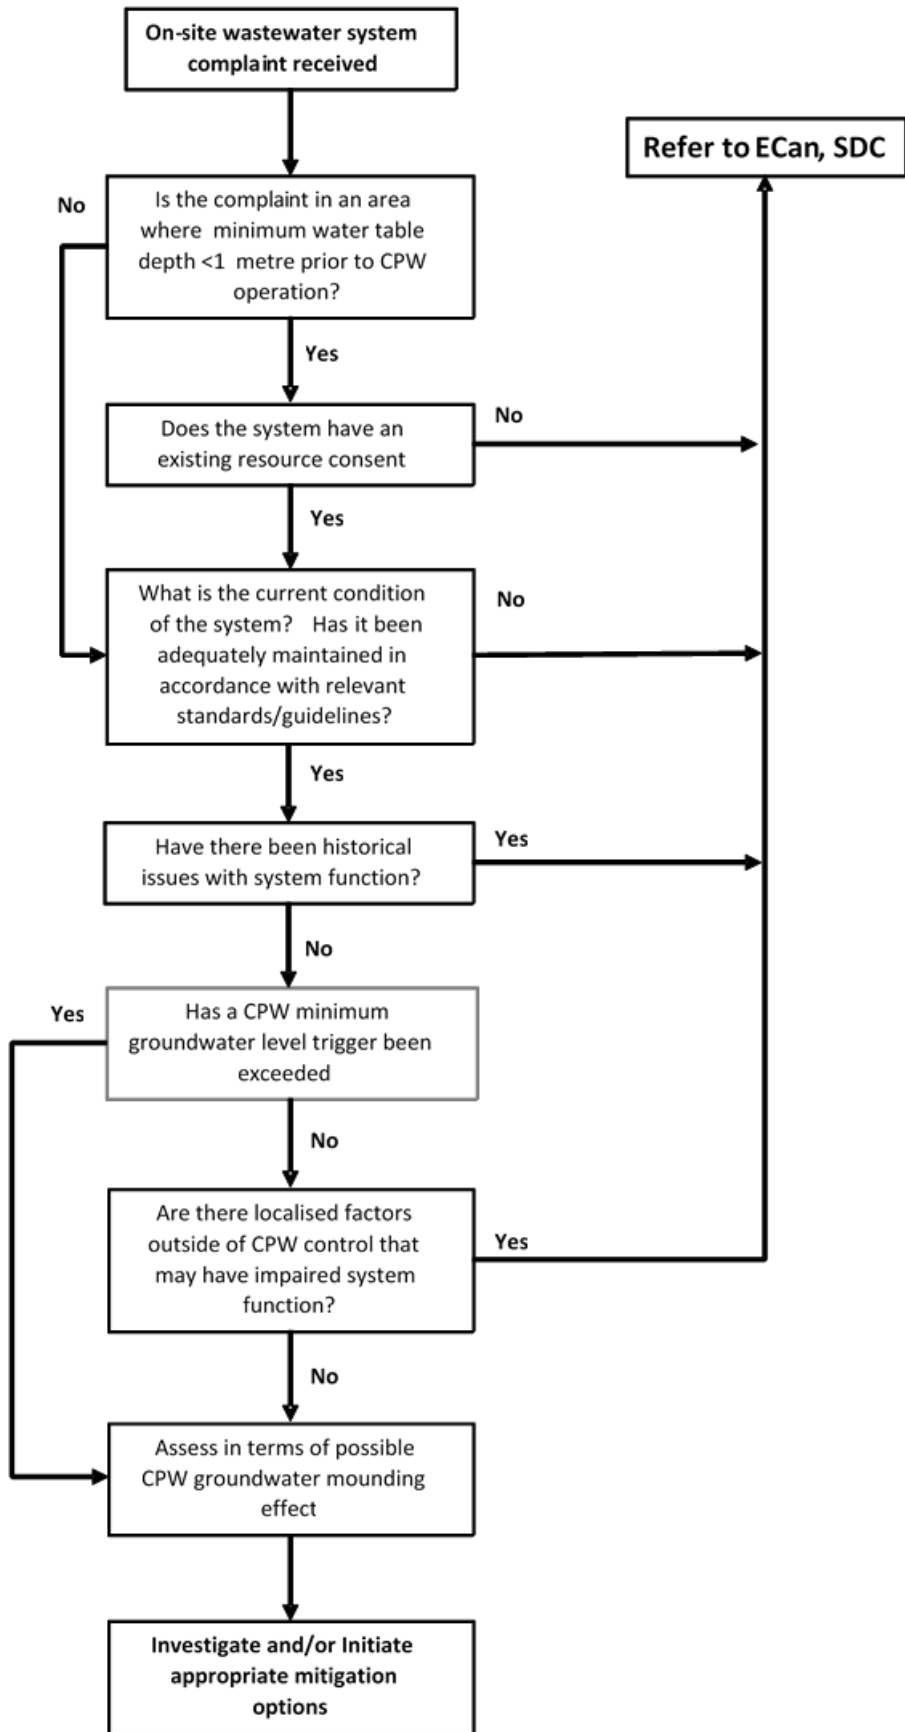 On-site wastewater system
complaint received
Refer to ECan, SDC
No
Is the complaint in an area
where minimum water table
depth <1 metre prior to CPW
operation?
Yes
Does the system have an
existing resource consent
No
Yes
What is the current condition
of the system? Has it been
adequately maintained in
accordance with relevant
standards/guidelines?
No
Yes
Have there been historical
issues with system function?
Yes
No
Yes
Has a CPW minimum
groundwater level trigger been
exceeded
No
Are there localised factors
outside of CPW control that
may have impaired system
function?
Yes
No
Assess in terms of possible
CPW groundwater mounding
effect
Investigate and/or Initiate
appropriate mitigation
options